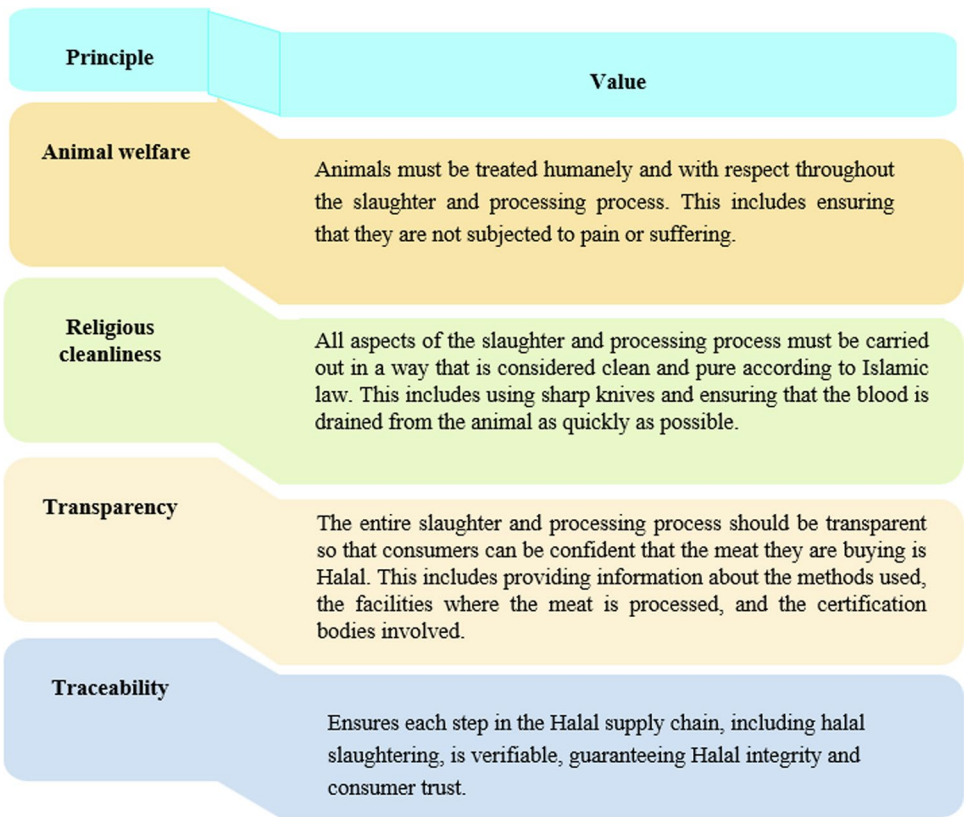 Principle
Value
Animal welfare
Animals must be treated humanely and with respect throughout
the slaughter and processing process. This includes ensuring
that they are not subjected to pain or suffering.
Religious
cleanliness
All aspects of the slaughter and processing process must be carried
out in a way that is considered clean and pure according to Islamic
law. This includes using sharp knives and ensuring that the blood is
drained from the animal as quickly as possible.
Transparency
The entire slaughter and processing process should be transparent
so that consumers can be confident that the meat they are buying is
Halal. This includes providing information about the methods used,
the facilities where the meat is processed, and the certification
bodies involved.
Traceability
Ensures each step in the Halal supply chain, including halal
slaughtering, is verifiable, guaranteeing Halal integrity and
consumer trust.